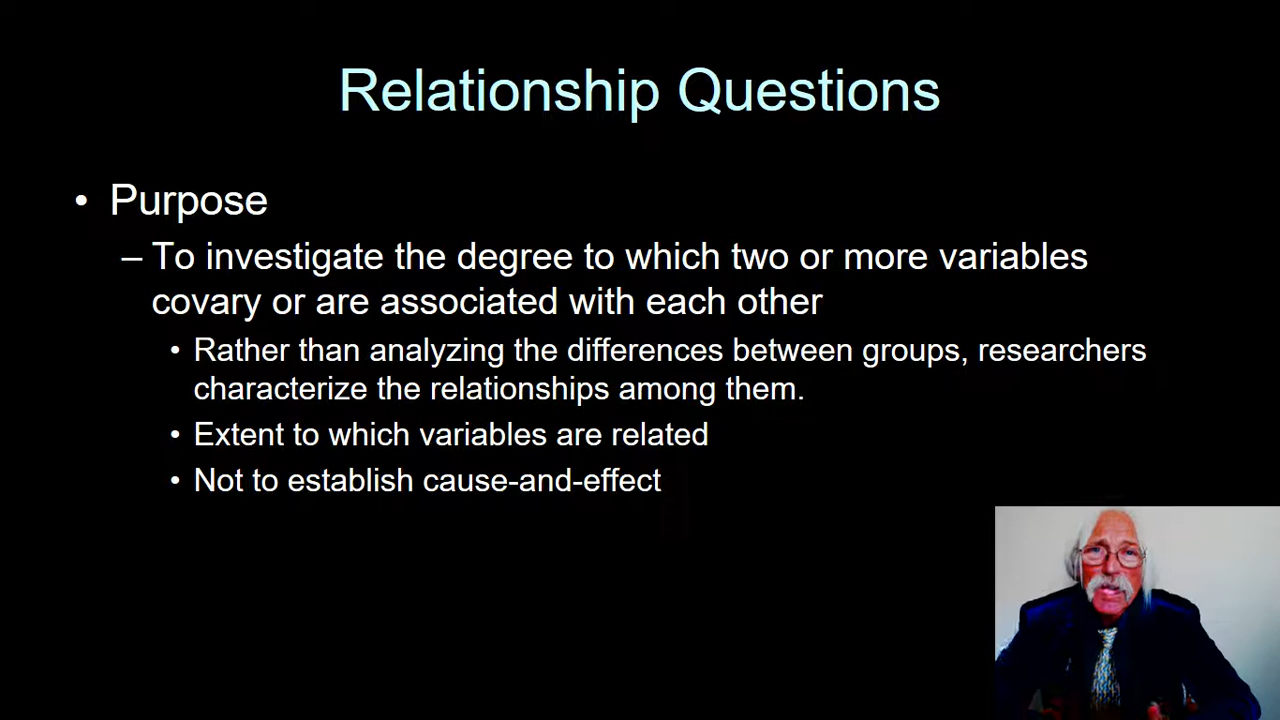 Relationship Questions
• Purpose
– To investigate the degree to which two or more variables
covary or are associated with each other
• Rather than analyzing the differences between groups, researchers
characterize the relationships among them.
• Extent to which variables are related
• Not to establish cause-and-effect